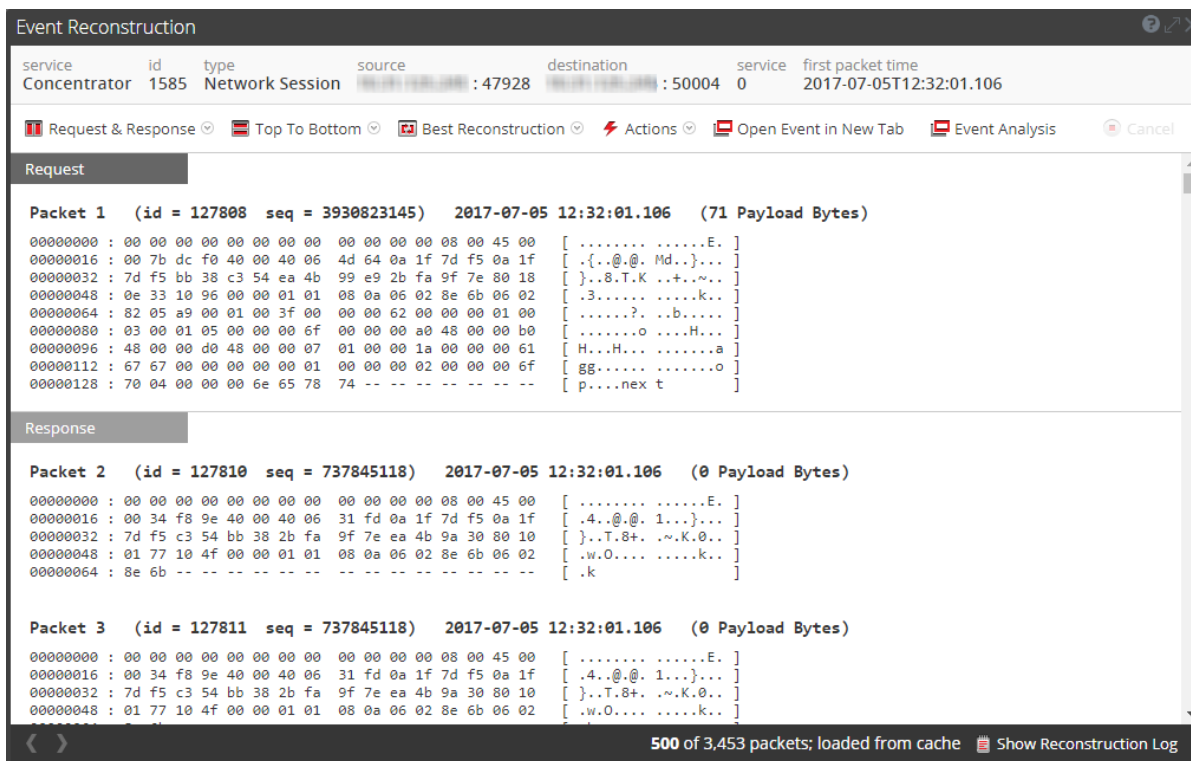 Event Reconstruction
service id type source destination service first packet time
Concentrator 1585 Network Session : 47928 : 50004 0 2017-07-05T12:32:01.106
Request & Response Top To Bottom Best Reconstruction Actions Open Event in New Tab Event Analysis Cancel
Request
Packet 1 (id = 127808 seq = 3930823145) 2017-07-05 12:32:01.106 (71 Payload Bytes)
00000000 : 00 00 00 00 00 00 00 00 00 00 00 00 08 00 45 00 [ ........ ......E. ]
00000016 : 00 7b dc f0 40 00 40 06 4d 64 0a 1f 7d f5 0a 1f [ .{..@.@. Md..}... ]
00000032 : 7d f5 bb 38 c3 54 ea 4b 99 e9 2b fa 9f 7e 80 18 [ }..8.T.K ..+..~.. ]
00000048 : 0e 33 10 96 00 00 01 01 08 0a 06 02 8e 6b 06 02 [ .3...... .....k.. ]
00000064 : 82 05 a9 00 01 00 3f 00 00 00 62 00 00 00 01 00 [ ......?. ..b..... ]
00000080 : 03 00 01 05 00 00 00 6f 00 00 00 a0 48 00 00 b0 [ .......o ....H... ]
00000096 : 48 00 00 d0 48 00 00 07 01 00 00 1a 00 00 00 61 [ H...H... .......a ]
00000112 : 67 67 00 00 00 00 00 01 00 00 00 02 00 00 00 6f [ gg...... .......o ]
00000128 : 70 04 00 00 00 6e 65 78 74 -- -- -- -- -- -- -- [ p....nex t ]
Response
Packet 2 (id = 127810 seq = 737845118) 2017-07-05 12:32:01.106 (0 Payload Bytes)
00000000 : 00 00 00 00 00 00 00 00 00 00 00 00 08 00 45 00 [ ........ ......E. ]
00000016 : 00 34 f8 9e 40 00 40 06 31 fd 0a 1f 7d f5 0a 1f [ .4..@.@. 1...}... ]
00000032 : 7d f5 c3 54 bb 38 2b fa 9f 7e ea 4b 9a 30 80 10 [ }..T.8+. .~.K.0.. ]
00000048 : 01 77 10 4f 00 00 01 01 08 0a 06 02 8e 6b 06 02 [ .w.O.... .....k.. ]
00000064 : 8e 6b -- -- -- -- -- -- -- -- -- -- -- -- -- -- [ .k ]
Packet 3 (id = 127811 seq = 737845118) 2017-07-05 12:32:01.106 (0 Payload Bytes)
00000000 : 00 00 00 00 00 00 00 00 00 00 00 00 08 00 45 00 [ ........ ......E. ]
00000016 : 00 34 f8 9e 40 00 40 06 31 fd 0a 1f 7d f5 0a 1f [ .4..@.@. 1...}... ]
00000032 : 7d f5 c3 54 bb 38 2b fa 9f 7e ea 4b 9a 30 80 10 [ }..T.8+. .~.K.0.. ]
00000048 : 01 77 10 4f 00 00 01 01 08 0a 06 02 8e 6b 06 02 [ .w.O.... .....k.. ]
500 of 3,453 packets; loaded from cache Show Reconstruction Log